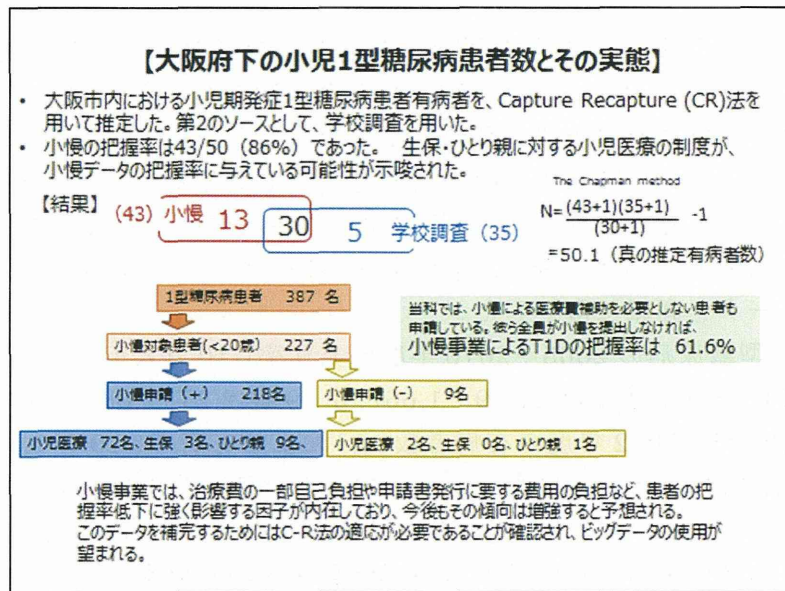 【大阪府下の小児1型糖尿病患者数とその実態】
• 大阪市内における小児期発症1型糖尿病患者有病者を、Capture Recapture (CR)法を
用いて推定した。第2のソースとして、学校調査を用いた。
• 小慢の把握率は43/50（86%）であった。 生保・ひとり親に対する小児医療の制度が、
小慢データの把握率に与えている可能性が示唆された。
The Chapman method
【結果】
(43) 小慢 13 30 5 学校調査（35）
N=(43+1)(35+1)
(30+1)
-1
=50.1（真の推定有病者数）
1型糖尿病患者 387 名
小慢対象患者(<20歳） 227 名
小慢申請（+） 218名
小慢申請（-） 9名
小児医療 72名、生保 3名、ひとり親 9名、
小児医療 2名、生保 0名、ひとり親 1名
当科では、小慢による医療費補助を必要としない患者も
申請している。彼ら全員が小慢を提出しなければ、
小慢事業によるT1Dの把握率は 61.6%
小慢事業では、治療費の一部自己負担や申請書発行に要する費用の負担など、患者の把
握率低下に強く影響する因子が内在しており、今後もその傾向は増強すると予想される。
このデータを補完するためにはC-R法の適応が必要であることが確認され、ビッグデータの使用が
望まれる。